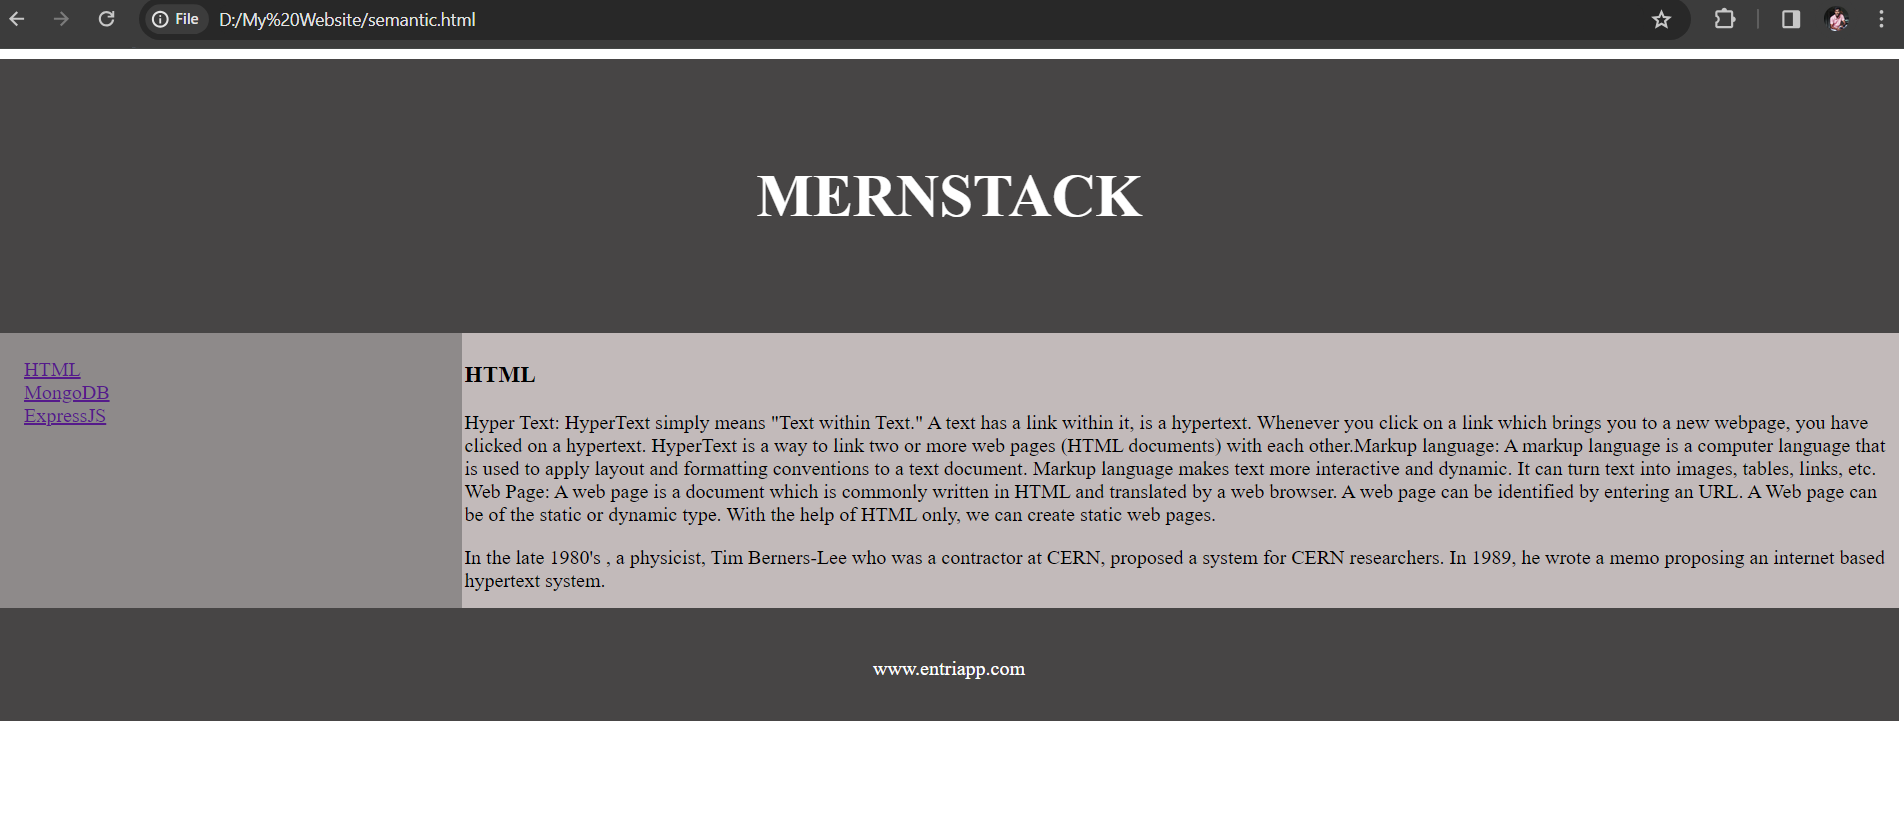 File D:/My%20Website/semantic.html
MERNSTACK
HTML
MongoDB
ExpressJS
HTML
Hyper Text: HyperText simply means "Text within Text." A text has a link within it, is a hypertext. Whenever you click on a link which brings you to a new webpage, you have
clicked on a hypertext. HyperText is a way to link two or more web pages (HTML documents) with each other.Markup language: A markup language is a computer language that
is used to apply layout and formatting conventions to a text document. Markup language makes text more interactive and dynamic. It can turn text into images, tables, links, etc.
Web Page: A web page is a document which is commonly written in HTML and translated by a web browser. A web page can be identified by entering an URL. A Web page can
be of the static or dynamic type. With the help of HTML only, we can create static web pages.
In the late 1980's , a physicist, Tim Berners-Lee who was a contractor at CERN, proposed a system for CERN researchers. In 1989, he wrote a memo proposing an internet based
hypertext system.
www.entriapp.com